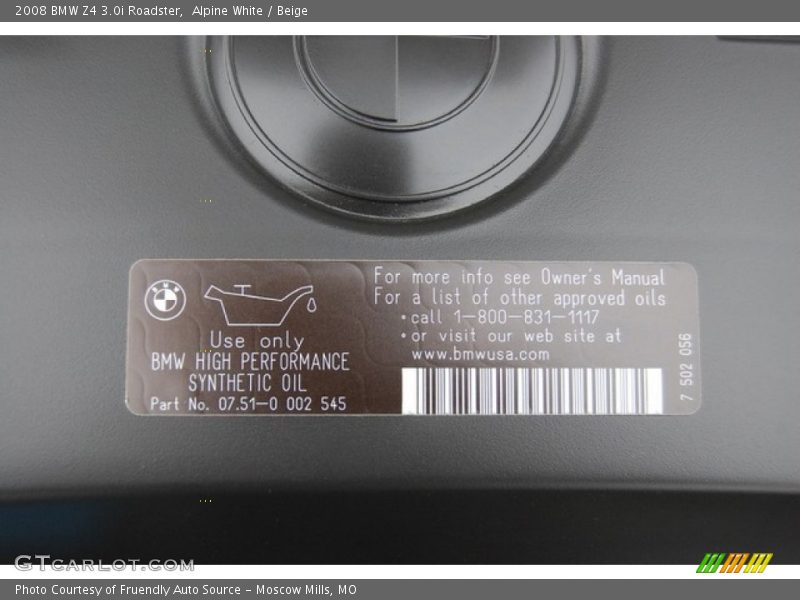 2008 BMW Z4 3.0i Roadster,  Alpine White / Beige
BMW
Use only
BMW HIGH PERFORMANCE
SYNTHETIC OIL
Part No. 07.51-0 002 545
For more info see Owner's Manual
For a list of other approved oils
• call 1-800-831-1117
• or visit our web site at
www.bmwusa.com
7 502 056
GTCARLOT.COM
Photo Courtesy of Fruendly Auto Source - Moscow Mills, MO